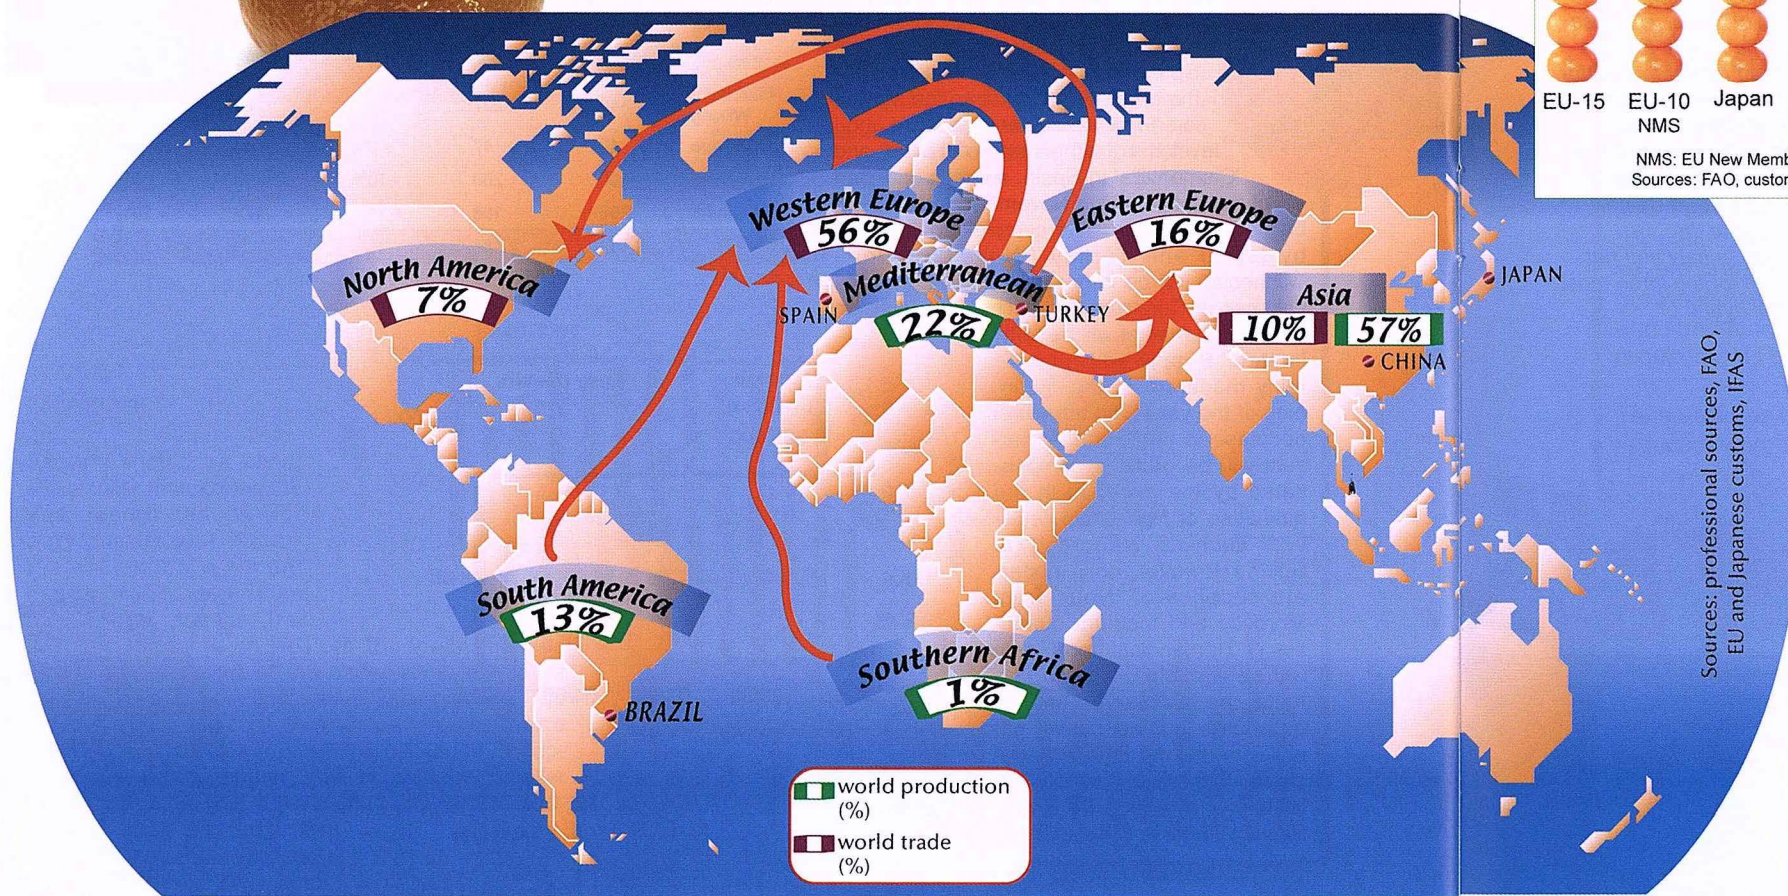 EU-15 EU-10 Japan
NMS
NMS: EU New Memb
Sources: FAO, custom
Western Europe
56%
Eastern Europe
16%
North America
7%
Mediterranean
22%
SPAIN
TURKEY
Asia
10% 57%
JAPAN
CHINA
South America
13%
BRAZIL
Southern Africa
1%
world production
(%)
world trade
(%)
Sources: professional sources, FAO,
EU and Japanese customs, IFAS